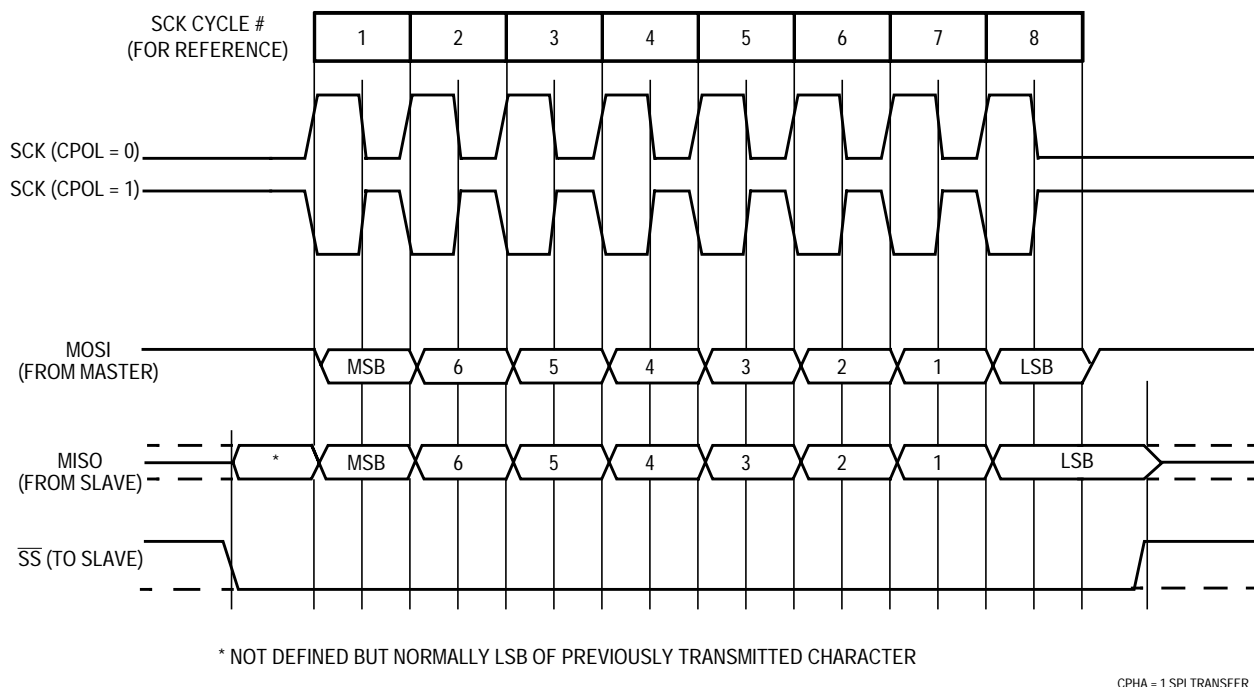 SCK CYCLE #
(FOR REFERENCE)
1 2 3 4 5 6 7 8
SCK (CPOL = 0)
SCK (CPOL = 1)
MOSI
(FROM MASTER)
MSB 6 5 4 3 2 1 LSB
MISO
(FROM SLAVE)
* MSB 6 5 4 3 2 1 LSB
S̅S̅ (TO SLAVE)
* NOT DEFINED BUT NORMALLY LSB OF PREVIOUSLY TRANSMITTED CHARACTER
CPHA = 1 SPI TRANSFER